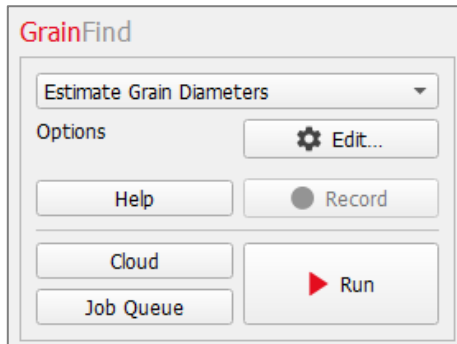 GrainFind
Estimate Grain Diameters
Options
Edit...
Help
Record
Cloud
Run
Job Queue